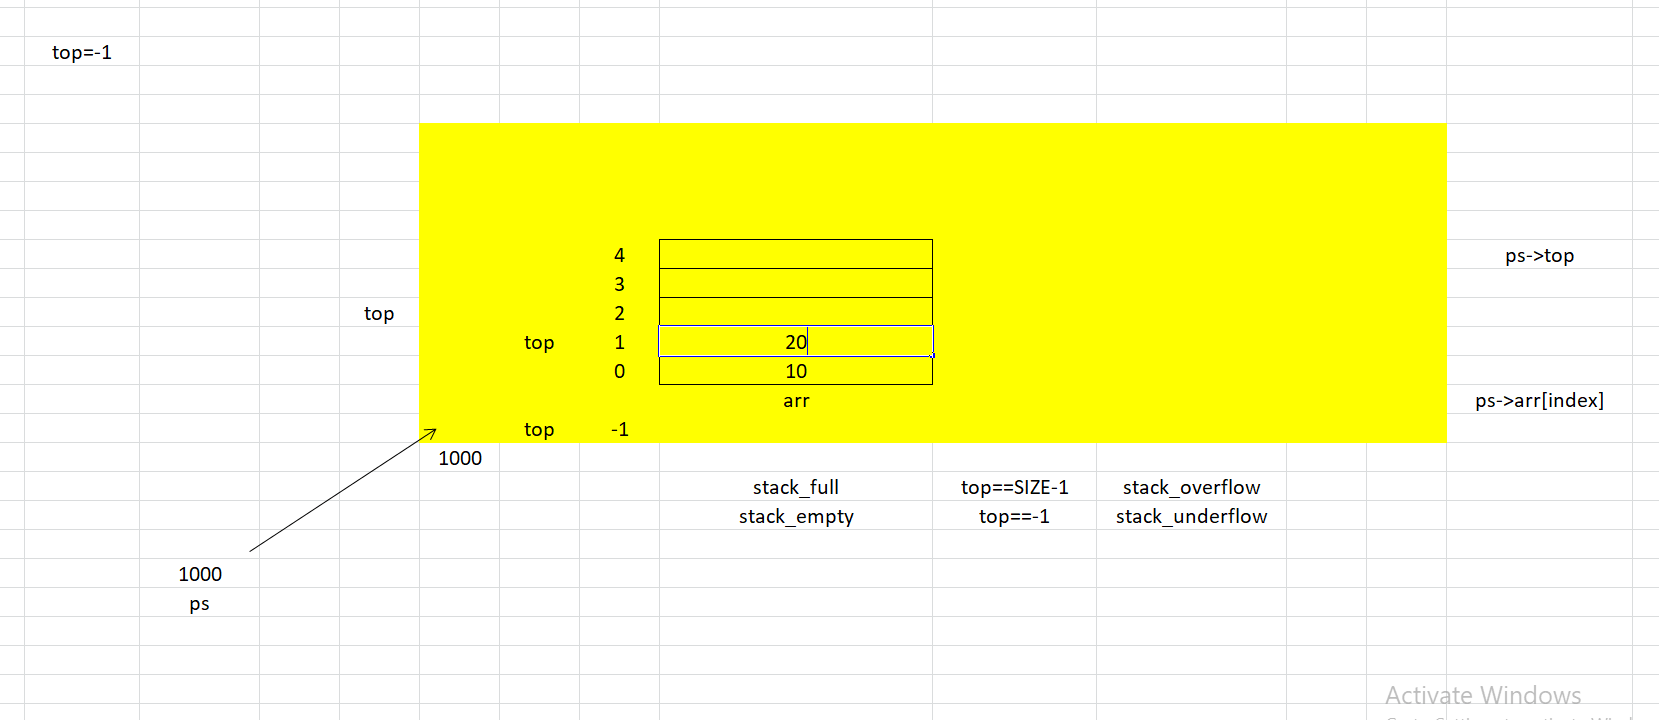 top=-1
4 ps->top
3
top 2
top 1 20
0 10
arr ps->arr[index]
top -1
1000
stack_full top==SIZE-1 stack_overflow
stack_empty top==-1 stack_underflow
1000
ps
Activate Windows